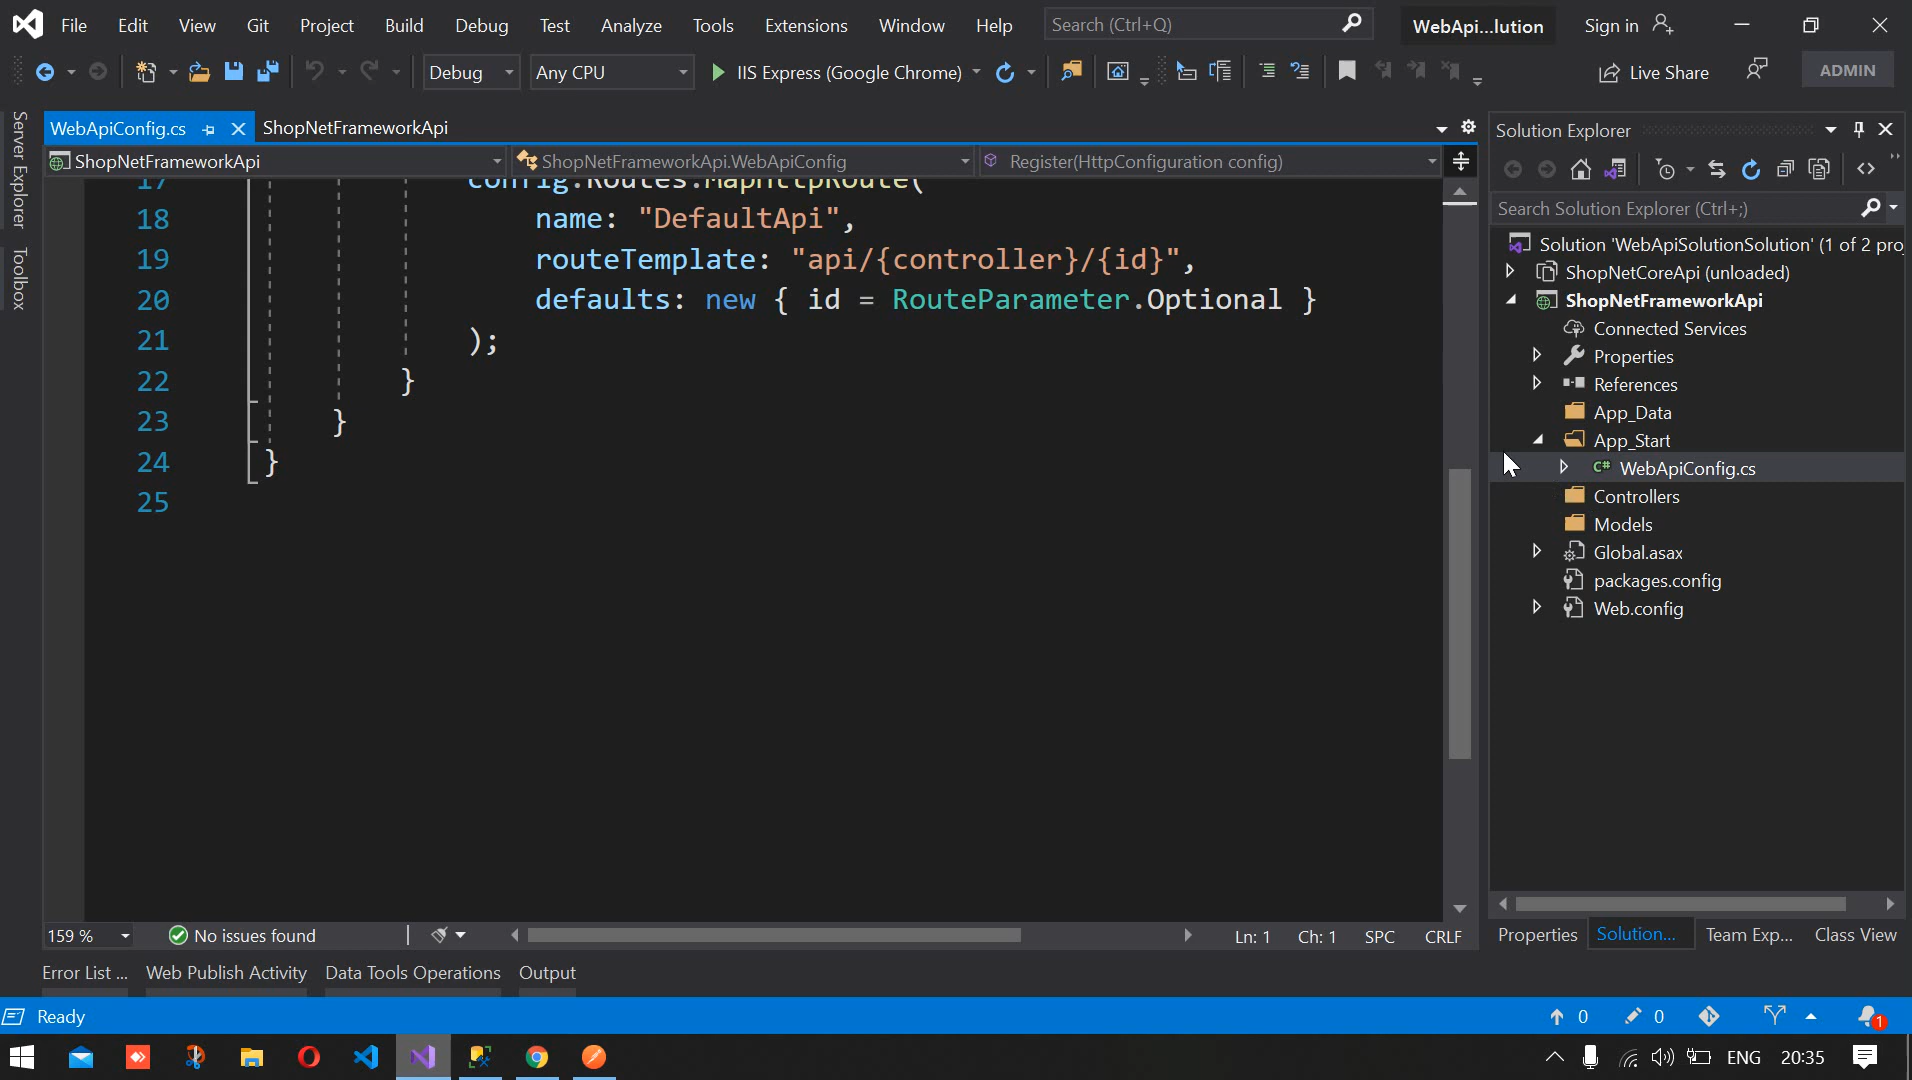 File Edit View Git Project Build Debug Test Tools Analyze Extensions Window Help Search (Ctrl+Q) WebApi...lution Sign in
Debug Any CPU IIS Express (Google Chrome) Live Share ADMIN
Server Explorer
Toolbox
WebApiConfig.cs ShopNetFrameworkApi
ShopNetFrameworkApi ShopNetFrameworkApi.WebApiConfig Register(HttpConfiguration config)
17 config.Routes.MapHttpRoute(
18 name: "DefaultApi",
19 routeTemplate: "api/{controller}/{id}",
20 defaults: new { id = RouteParameter.Optional }
21 );
22 }
23 }
24 }
25
159 % No issues found Ln: 1 Ch: 1 SPC CRLF
Solution Explorer
Search Solution Explorer (Ctrl+;)
Solution 'WebApiSolutionSolution' (1 of 2 pro
ShopNetCoreApi (unloaded)
ShopNetFrameworkApi
Connected Services
Properties
References
App_Data
App_Start
C# WebApiConfig.cs
Controllers
Models
Global.asax
packages.config
Web.config
Properties Solution... Team Exp... Class View
Error List ... Web Publish Activity Data Tools Operations Output
Ready 0 0 1
ENG 20:35